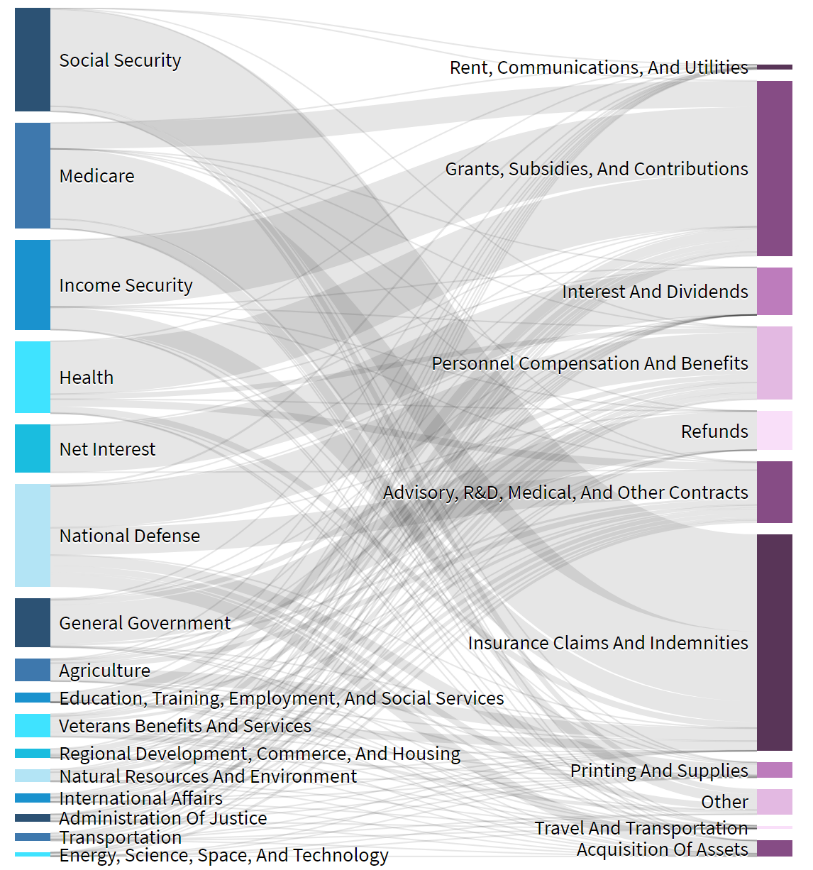 Social Security
Medicare
Income Security
Health
Net Interest
National Defense
General Government
Agriculture
Education, Training, Employment, And Social Services
Veterans Benefits And Services
Regional Development, Commerce, And Housing
Natural Resources And Environment
International Affairs
Administration Of Justice
Transportation
Energy, Science, Space, And Technology
Rent, Communications, And Utilities
Grants, Subsidies, And Contributions
Interest And Dividends
Personnel Compensation And Benefits
Refunds
Advisory, R&D, Medical, And Other Contracts
Insurance Claims And Indemnities
Printing And Supplies
Other
Travel And Transportation
Acquisition Of Assets